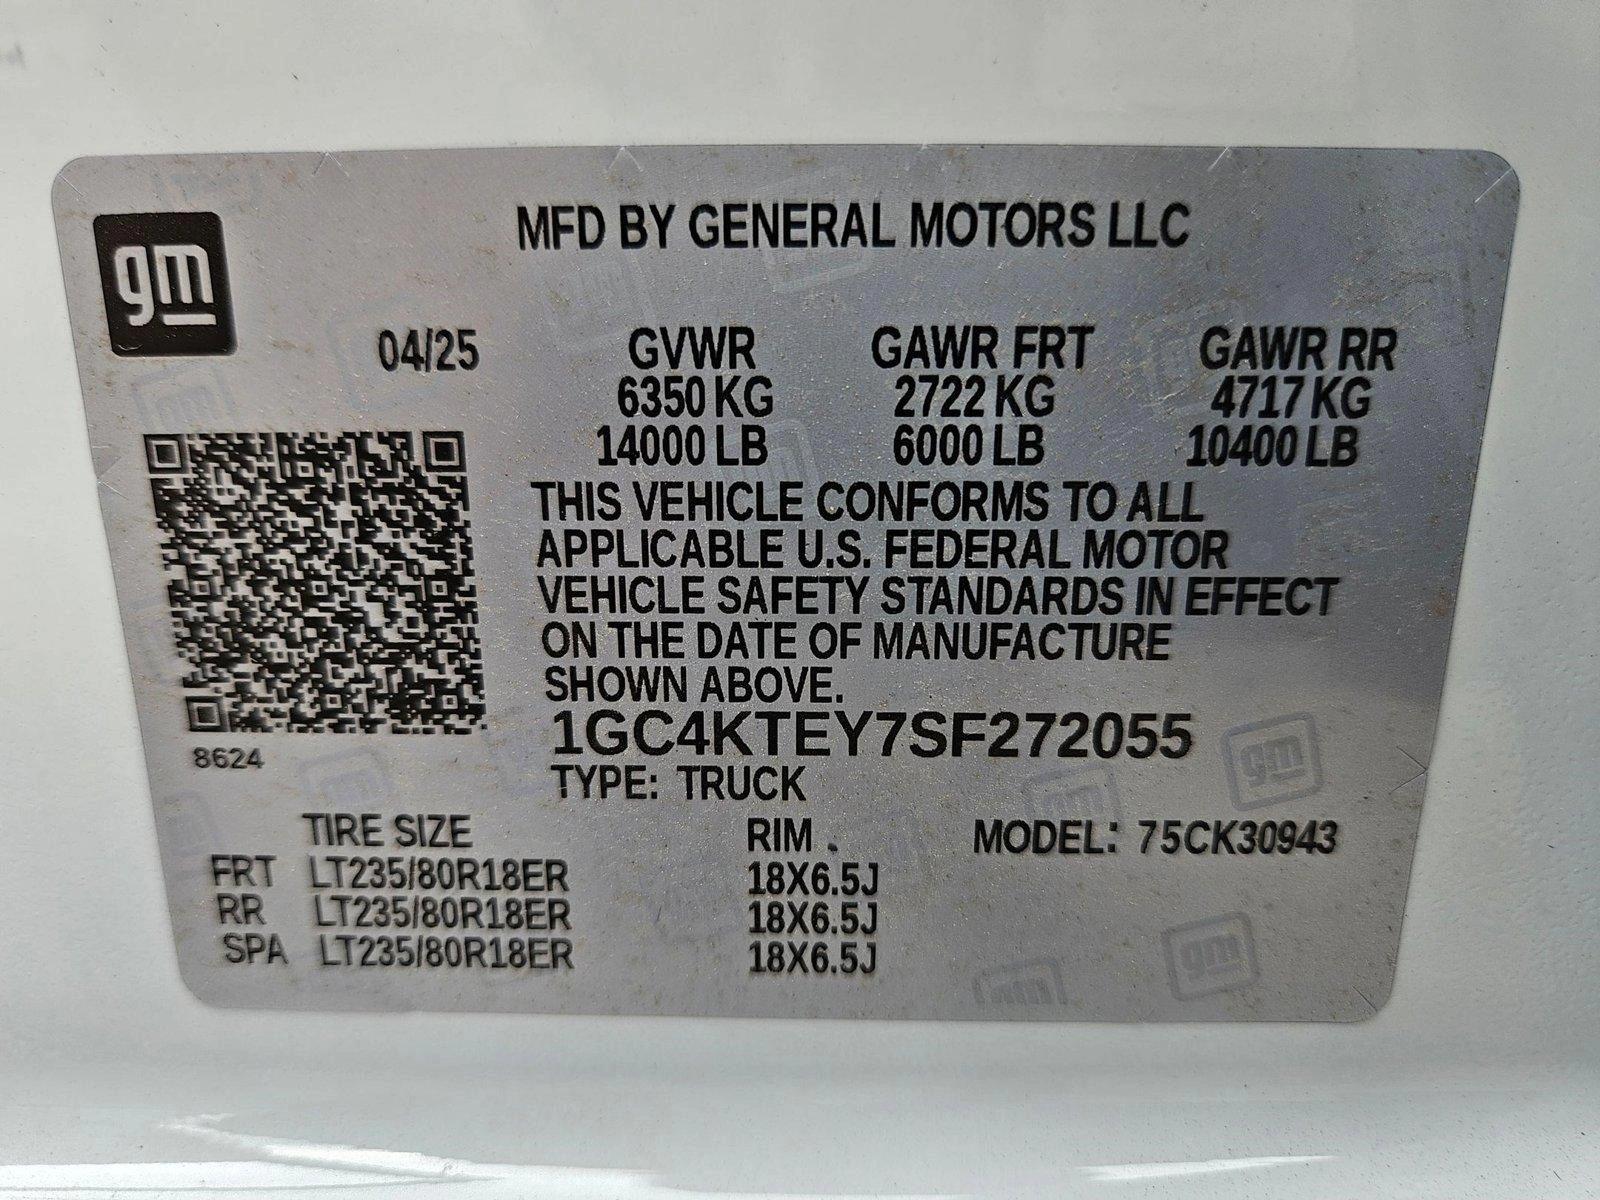 gm
MFD BY GENERAL MOTORS LLC
04/25 GVWR GAWR FRT GAWR RR
6350 KG 2722 KG 4717 KG
14000 LB 6000 LB 10400 LB
THIS VEHICLE CONFORMS TO ALL
APPLICABLE U.S. FEDERAL MOTOR
VEHICLE SAFETY STANDARDS IN EFFECT
ON THE DATE OF MANUFACTURE
SHOWN ABOVE.
1GC4KTEY7SF272055
8624
TYPE: TRUCK
TIRE SIZE RIM MODEL: 75CK30943
FRT LT235/80R18ER 18X6.5J
RR LT235/80R18ER 18X6.5J
SPA LT235/80R18ER 18X6.5J
gm
gm
gm